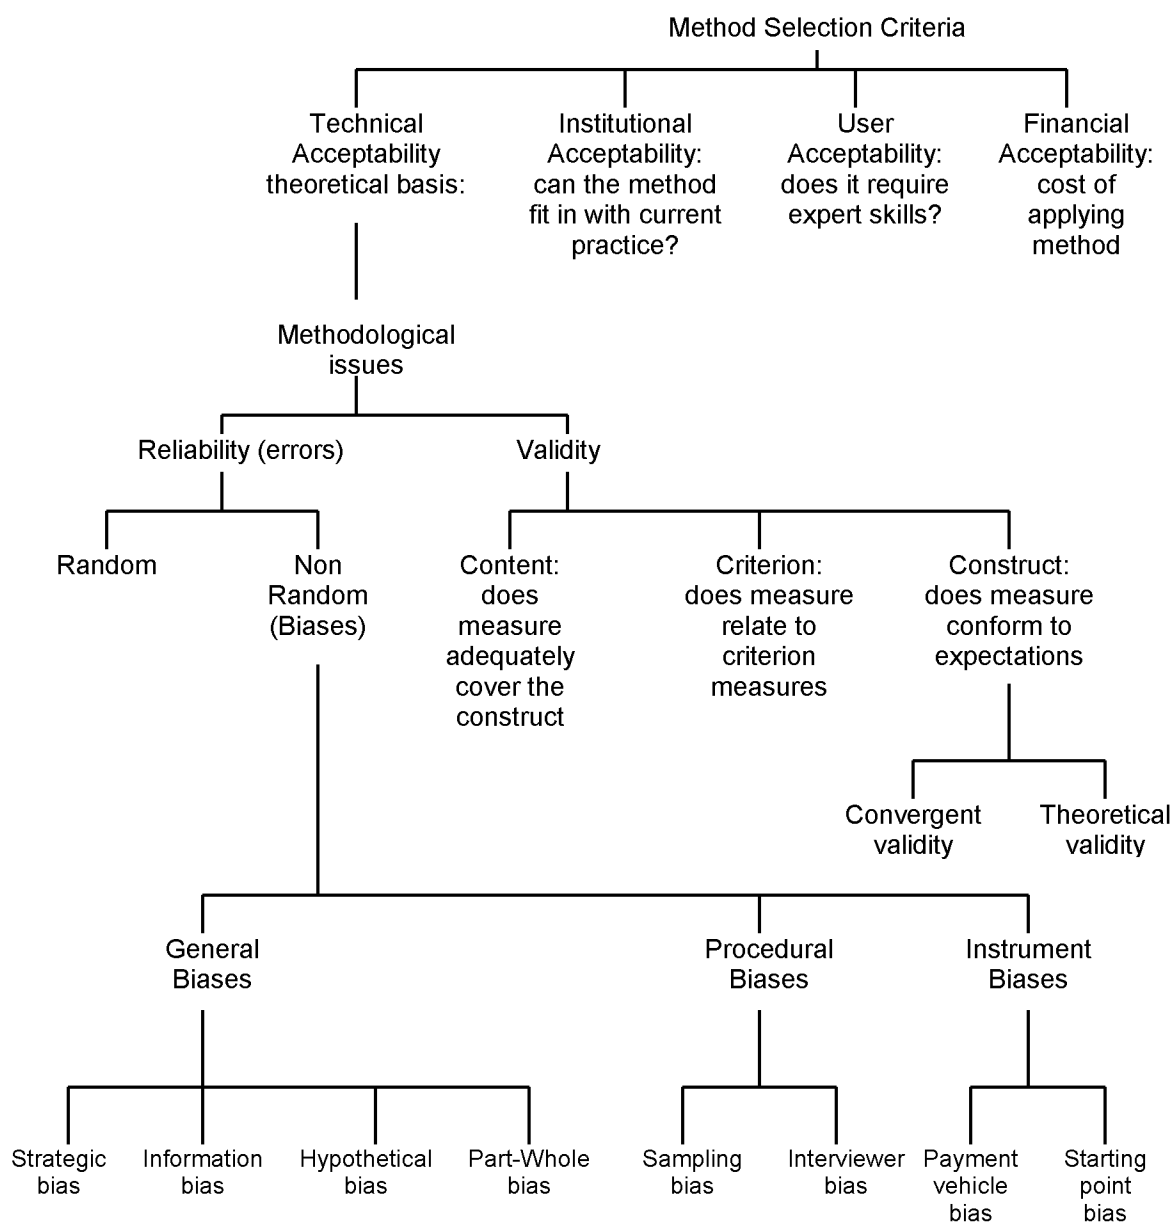 Method Selection Criteria
Technical
Acceptability
theoretical basis:
Institutional
Acceptability:
can the method
fit in with current
practice?
User
Acceptability:
does it require
expert skills?
Financial
Acceptability:
cost of
applying
method
Methodological
issues
Reliability (errors)
Validity
Random
Non
Random
(Biases)
Content:
does
measure
adequately
cover the
construct
Criterion:
does measure
relate to
criterion
measures
Construct:
does measure
conform to
expectations
Convergent
validity
Theoretical
validity
General
Biases
Procedural
Biases
Instrument
Biases
Strategic
bias
Information
bias
Hypothetical
bias
Part-Whole
bias
Sampling
bias
Interviewer
bias
Payment
vehicle
bias
Starting
point
bias